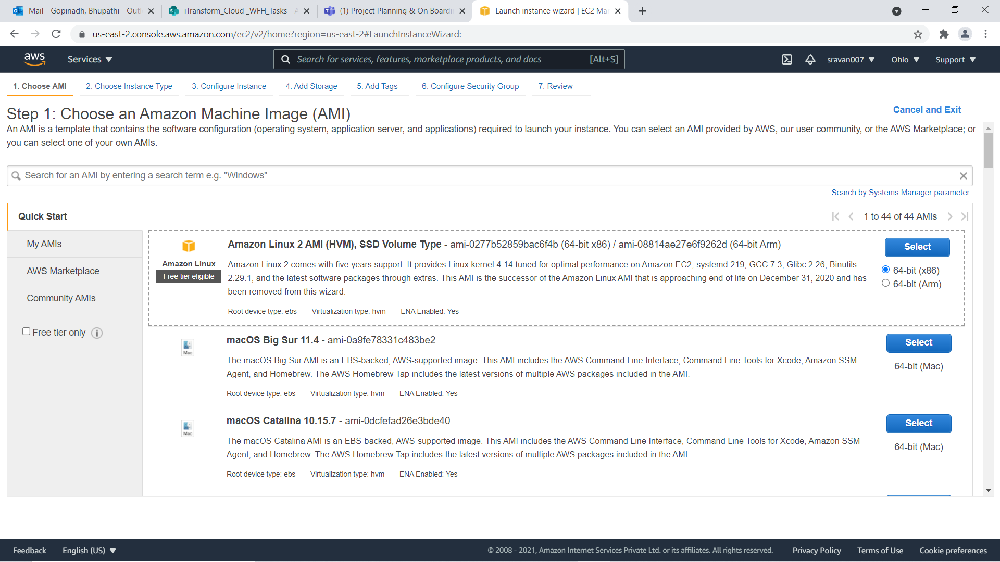 Mail - Gopinadh, Bhupathi - Outl
iTransform_Cloud _WFH_Tasks - A
(1) Project Planning & On Boardi
Launch instance wizard | EC2 Ma
us-east-2.console.aws.amazon.com/ec2/v2/home?region=us-east-2#LaunchInstanceWizard:
aws
Services
Search for services, features, marketplace products, and docs
[Alt+S]
sravan007
Ohio
Support
1. Choose AMI
2. Choose Instance Type
3. Configure Instance
4. Add Storage
5. Add Tags
6. Configure Security Group
7. Review
Step 1: Choose an Amazon Machine Image (AMI)
Cancel and Exit
An AMI is a template that contains the software configuration (operating system, application server, and applications) required to launch your instance. You can select an AMI provided by AWS, our user community, or the AWS Marketplace; or
you can select one of your own AMIs.
Search for an AMI by entering a search term e.g. "Windows"
Search by Systems Manager parameter
Quick Start
1 to 44 of 44 AMIs
My AMIs
AWS Marketplace
Community AMIs
Free tier only
Amazon Linux
Free tier eligible
Amazon Linux 2 AMI (HVM), SSD Volume Type - ami-0277b52859bac6f4b (64-bit x86) / ami-08814ae27e6f9262d (64-bit Arm)
Amazon Linux 2 comes with five years support. It provides Linux kernel 4.14 tuned for optimal performance on Amazon EC2, systemd 219, GCC 7.3, Glibc 2.26, Binutils
2.29.1, and the latest software packages through extras. This AMI is the successor of the Amazon Linux AMI that is approaching end of life on December 31, 2020 and has
been removed from this wizard.
Root device type: ebs
Virtualization type: hvm
ENA Enabled: Yes
Select
64-bit (x86)
64-bit (Arm)
Mac
macOS Big Sur 11.4 - ami-0a9fe78331c483be2
The macOS Big Sur AMI is an EBS-backed, AWS-supported image. This AMI includes the AWS Command Line Interface, Command Line Tools for Xcode, Amazon SSM
Agent, and Homebrew. The AWS Homebrew Tap includes the latest versions of multiple AWS packages included in the AMI.
Root device type: ebs
Virtualization type: hvm
ENA Enabled: Yes
Select
64-bit (Mac)
Mac
macOS Catalina 10.15.7 - ami-0dcfefad26e3bde40
The macOS Catalina AMI is an EBS-backed, AWS-supported image. This AMI includes the AWS Command Line Interface, Command Line Tools for Xcode, Amazon SSM
Agent, and Homebrew. The AWS Homebrew Tap includes the latest versions of multiple AWS packages included in the AMI.
Root device type: ebs
Virtualization type: hvm
ENA Enabled: Yes
Select
64-bit (Mac)
Feedback
English (US)
© 2008 - 2021, Amazon Internet Services Private Ltd. or its affiliates. All rights reserved.
Privacy Policy
Terms of Use
Cookie preferences